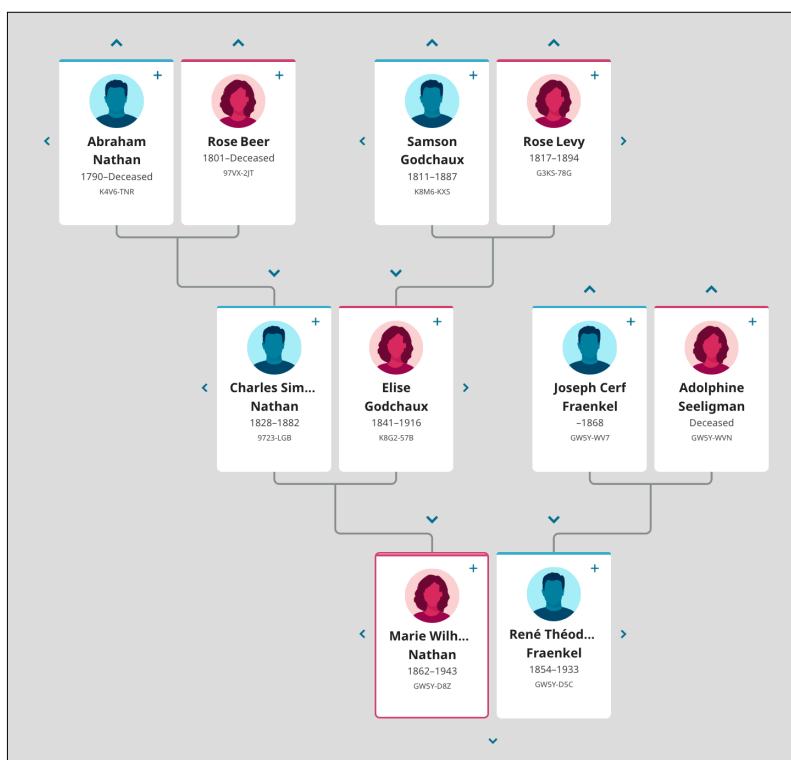 Abraham
Nathan
1790–Deceased
K4V6-TNR
Rose Beer
1801–Deceased
97VX-2JT
Samson
Godchaux
1811–1887
K8M6-KXS
Rose Levy
1817–1894
G3KS-78G
Charles Sim...
Nathan
1828–1882
9723-LGB
Elise
Godchaux
1841–1916
K8G2-57B
Joseph Cerf
Fraenkel
–1868
GW5Y-WV7
Adolphine
Seeligman
Deceased
GW5Y-WVN
Marie Wilh...
Nathan
1862–1943
GW5Y-D8Z
René Théod...
Fraenkel
1854–1933
GW5Y-D5C